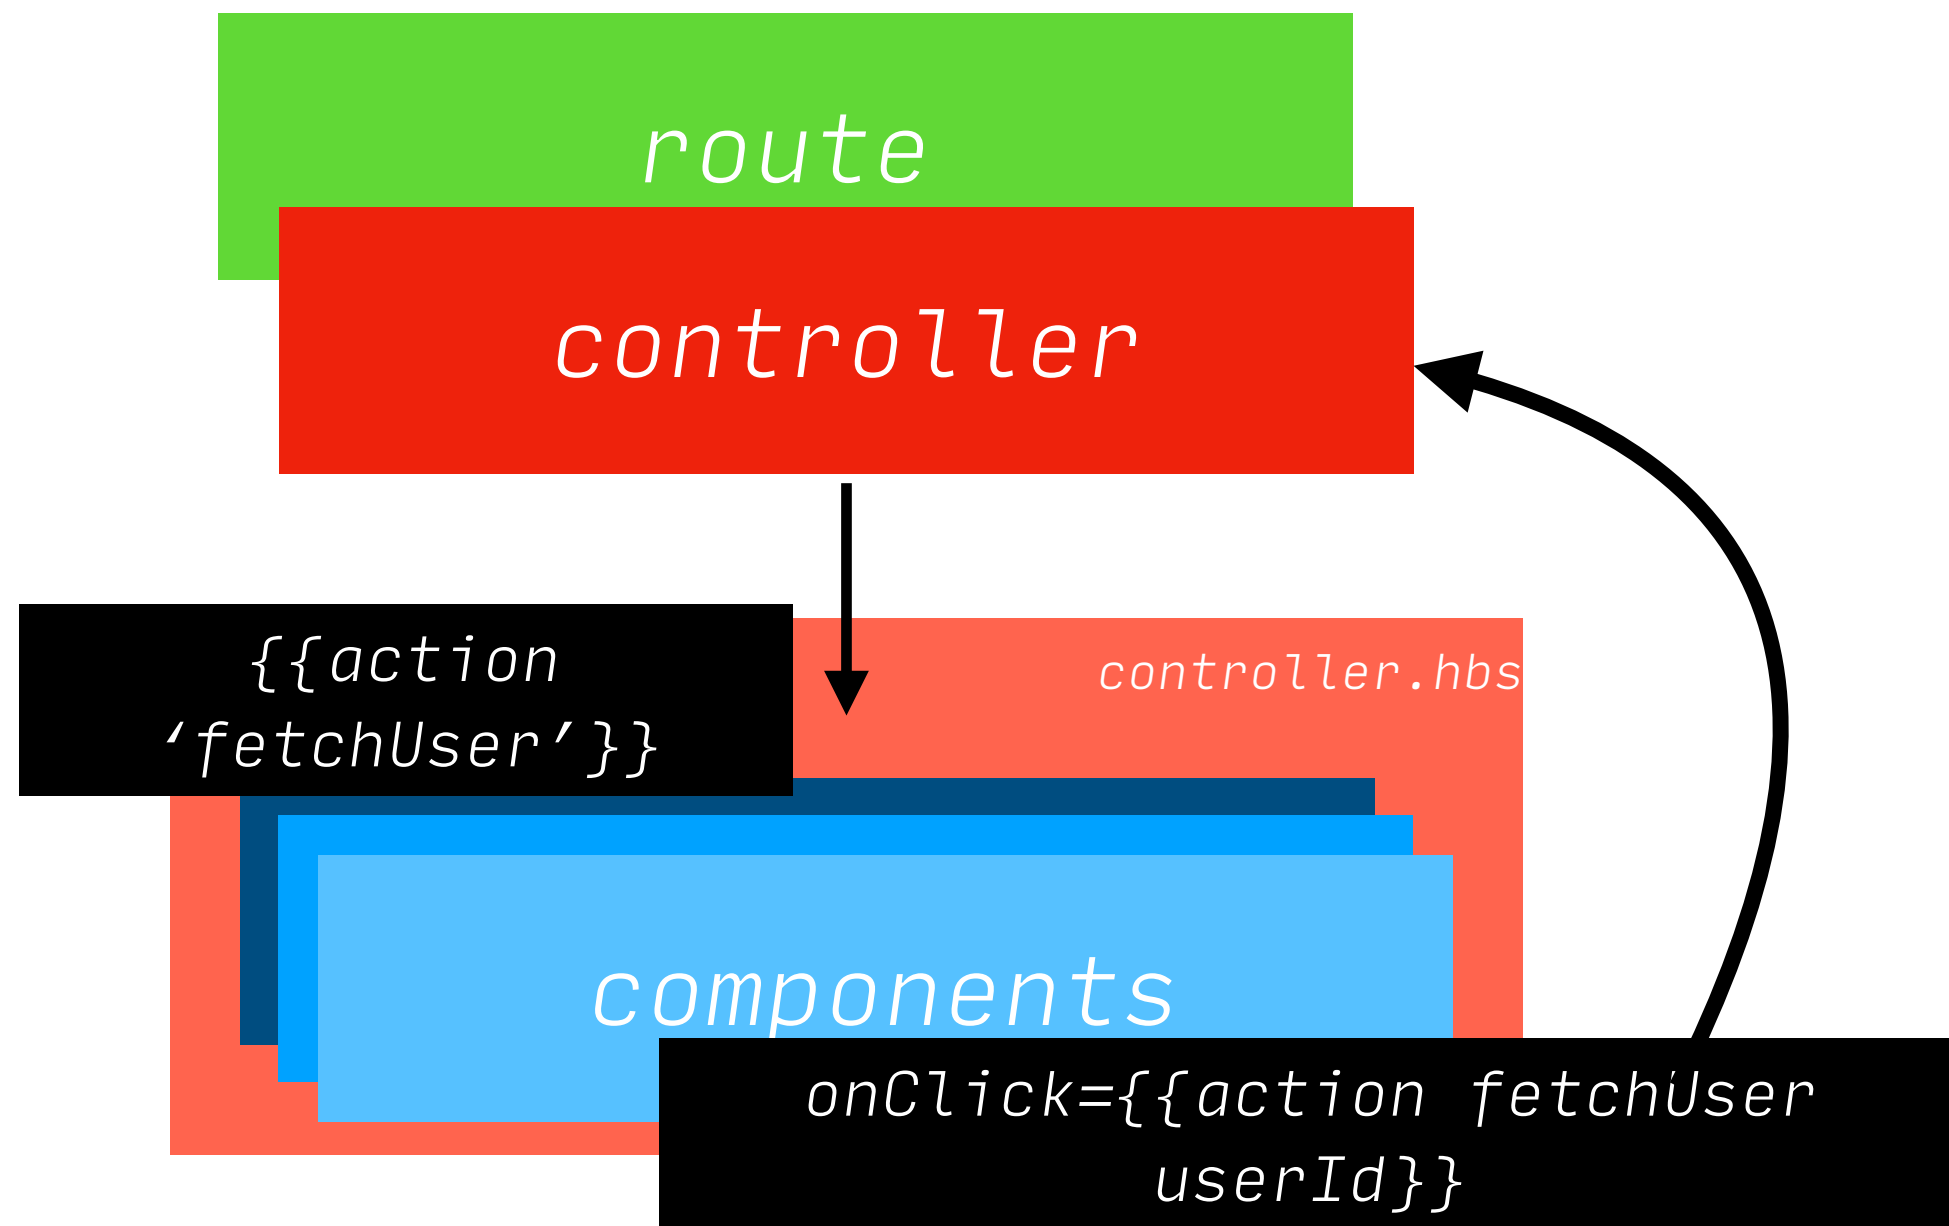 route
controller
{{action
‘fetchUser’}}
controller.hbs
components
onClick={{action fetchUser
userId}}